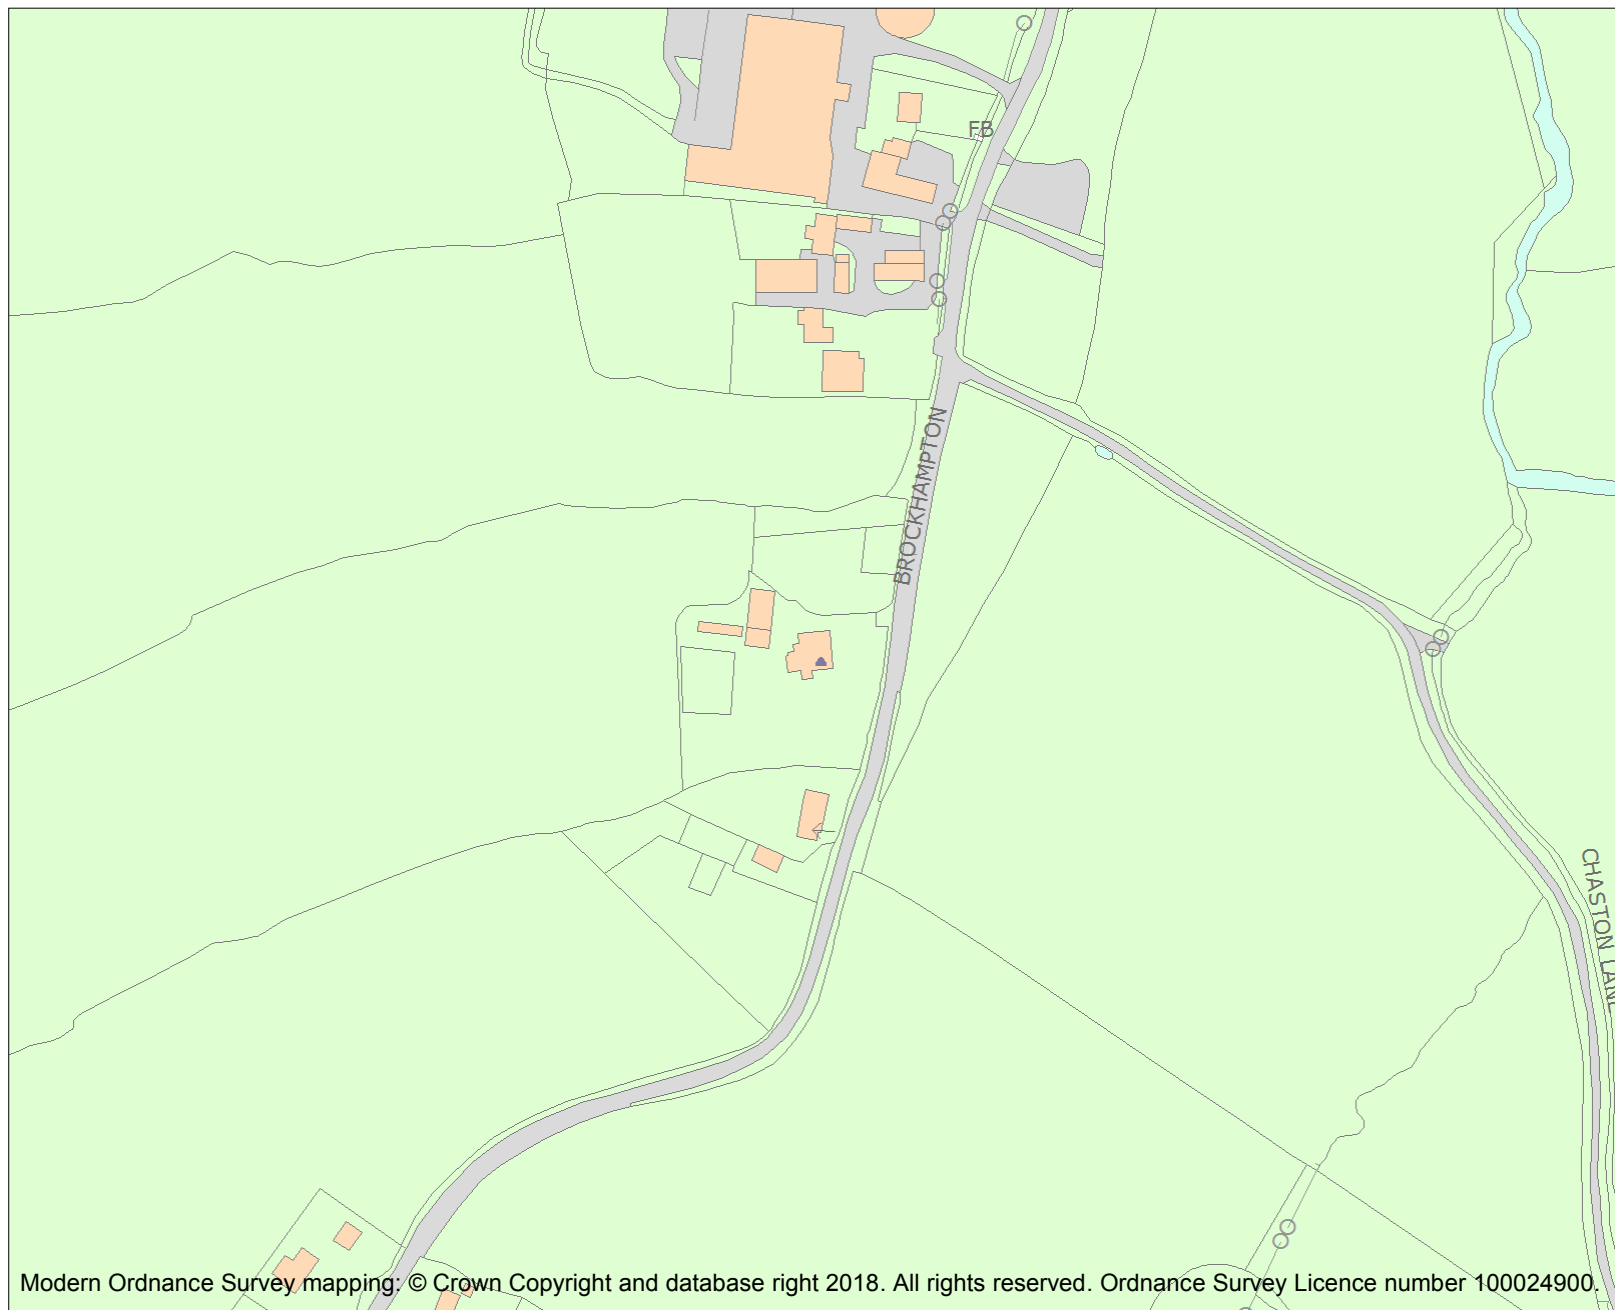 FB
BROCKHAMPTON
CHASTON LANE
Modern Ordnance Survey mapping: © Crown Copyright and database right 2018. All rights reserved. Ordnance Survey Licence number 100024900.